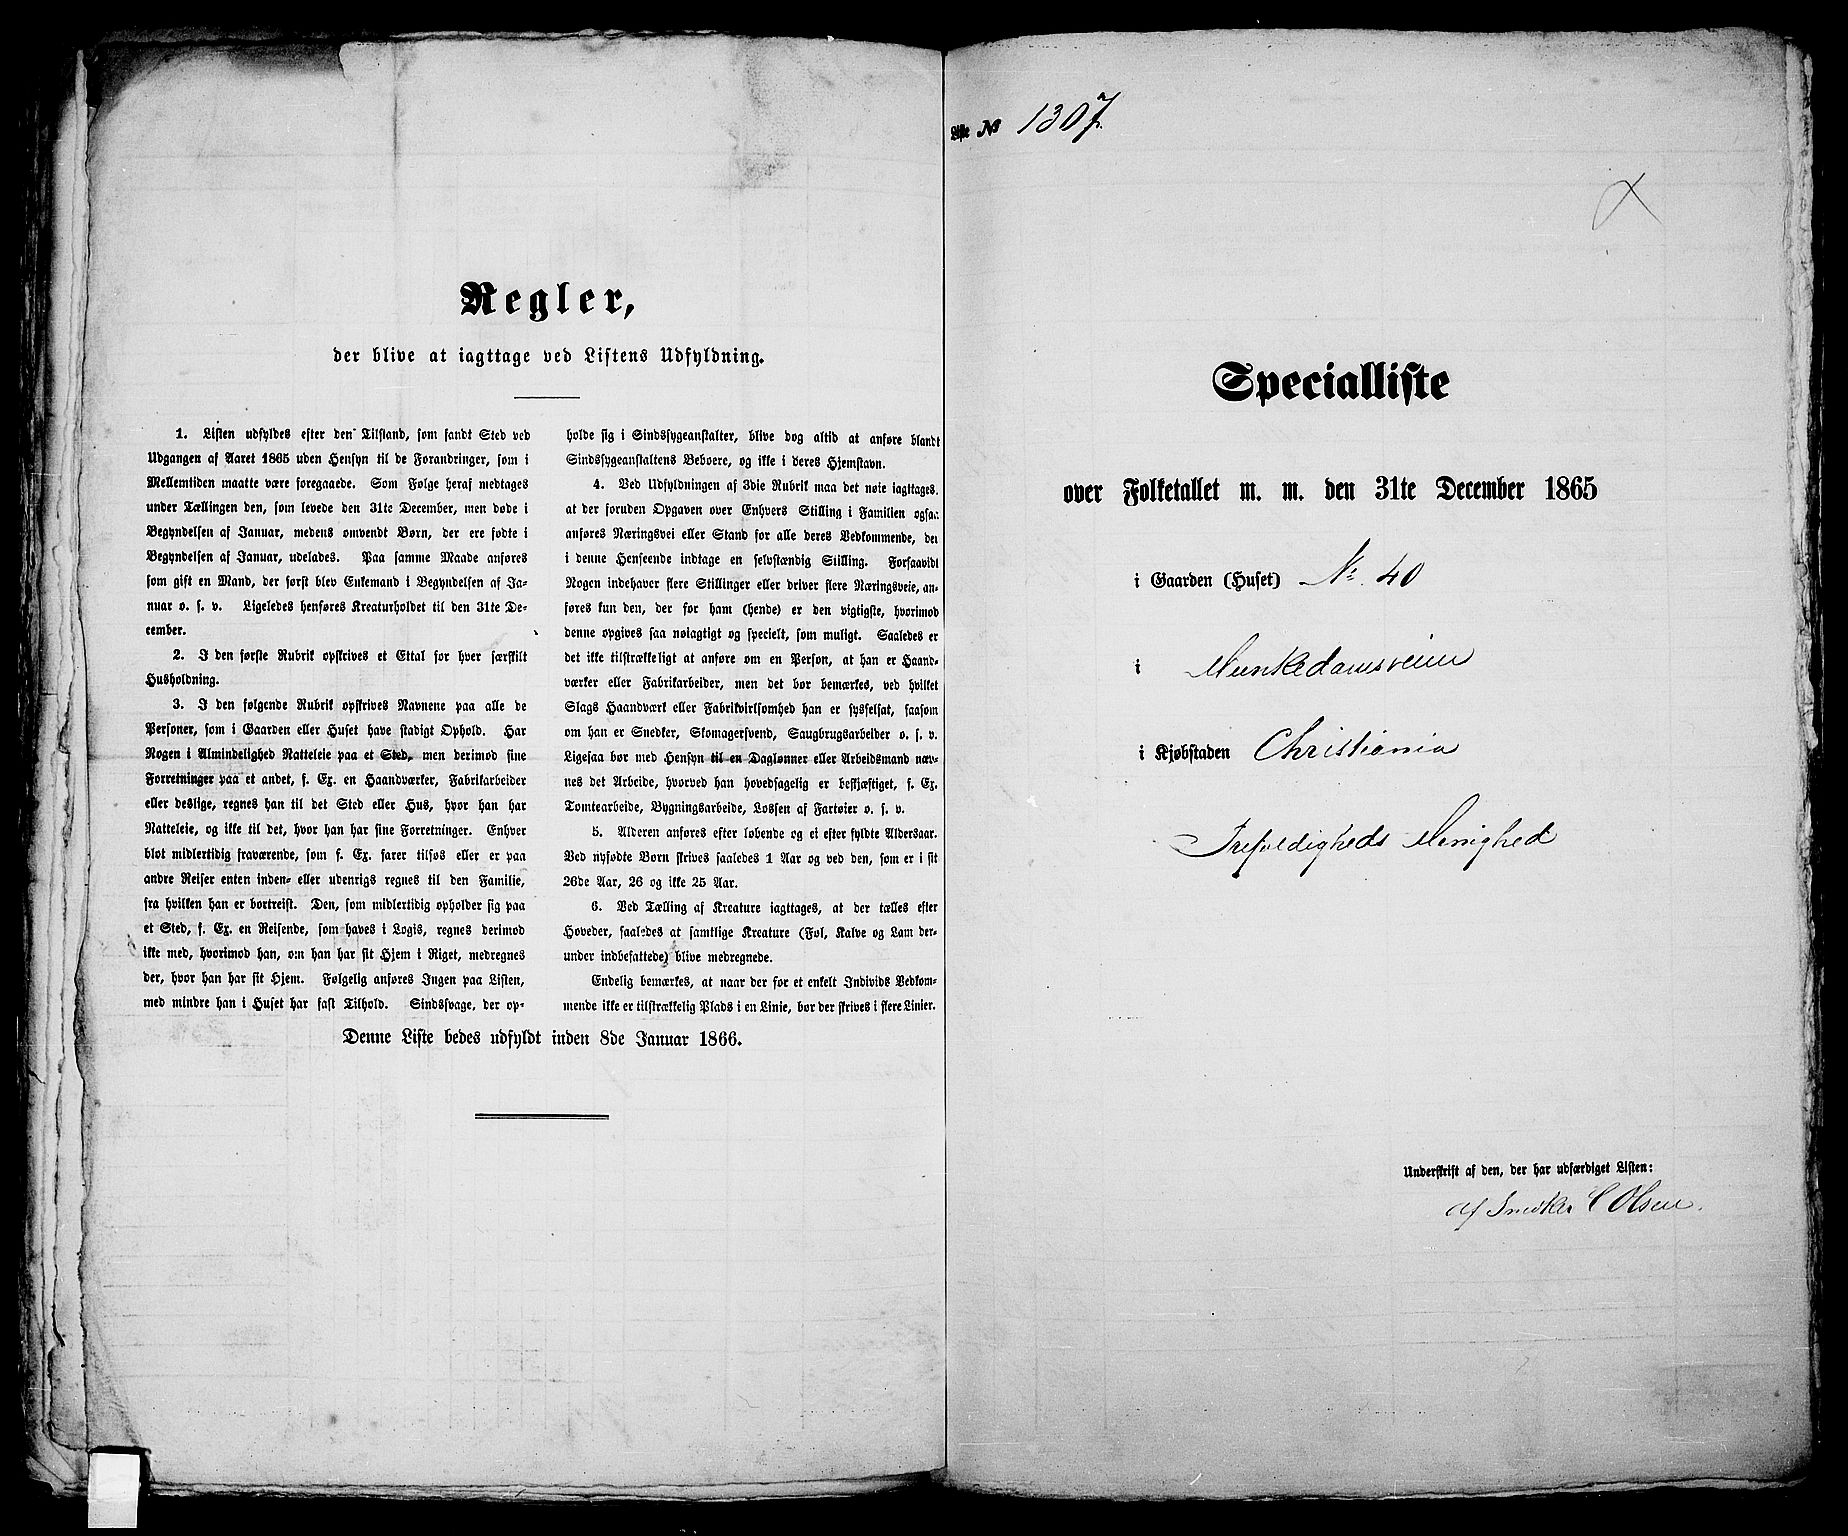 Regler,
der blive at iagttage ved Listens Udfyldning.
1. Listen udfyldes efter den Tilstand, som fandt Sted ved
Udgangen af Aaret 1865 uden Hensyn til de Forandringer, som i
Mellemtiden maatte være foregaaede. Som Følge heraf medtages
under Tællingen den, som levede den 31te December, men døde i
Begyndelsen af Januar, medens omvendt Børn, der ere fødte i
Begyndelsen af Januar, udelades. Paa samme Maade anføres
som gift en Mand, der først blev Enkemand i Begyndelsen af Ja-
nuar o. s. v. Ligeledes henføres Kreaturholdet til den 31te De-
cember.
2. I den første Rubrik opskrives et Ettal for hver særskilt
Husholdning.
3. I den følgende Rubrik opskrives Navnene paa alle de
Personer, som i Gaarden eller Huset have stadigt Ophold. Har
Nogen i Almindelighed Natteleie paa et Sted, men derimod sine
Forretninger paa et andet, f. Ex. en Haandværker, Fabrikarbeider
eller deslige, regnes han til det Sted eller Hus, hvor han har
Natteleie, og ikke til det, hvor han har sine Forretninger. Enhver
blot midlertidig fraværende, som f. Ex. farer tilsøs eller er paa
andre Reiser enten inden- eller udenrigs regnes til den Familie,
fra hvilken han er bortreist. Den, som midlertidig opholder sig paa
et Sted, f. Ex. en Reisende, som haves i Logis, regnes derimod
ikke med, hvorimod han, om han har sit Hjem i Riget, medregnes
der, hvor han har sit Hjem. Følgelig anføres Ingen paa Listen,
med mindre han i Huset har fast Tilhold. Sindssvage, der op-
holde sig i Sindssygeanstalter, blive dog altid at anføre blandt
Sindssygeanstaltens Beboere, og ikke i deres Hjemstavn.
4. Ved Udfyldningen af 3die Rubrik maa det nøie iagttages,
at der foruden Opgaven over Enhvers Stilling i Familien ogsaa
anføres Næringsvei eller Stand for alle deres Vedkommende, der
i denne Henseende indtage en selvstændig Stilling. Forsaavidt
Nogen indehaver flere Stillinger eller driver flere Næringsveie, an-
føres kun den, der for ham (hende) er den vigtigste, hvorimod
denne opgives saa nøiagtigt og specielt, som muligt. Saaledes er
det ikke tilstrækkeligt at anføre om en Person, at han er Haand-
værker eller Fabrikarbeider, men det bør bemærkes, ved hvilket
Slags Haandværk eller Fabrikvirksomhed han er sysselsat, saasom
om han er Snedker, Skomagersvend, Saugbrugsarbeider o. s. v.
Ligesaa bør med Hensyn til en Daglønner eller Arbeidsmand næv-
nes det Arbeide, hvorved han hovedsagelig er beskjæftiget, f. Ex.
Tomtearbeide, Bygningsarbeide, Lossen af Fartøier o. s. v.
5. Alderen anføres efter løbende og ei efter fyldte Aldersaar.
Ved nyfødte Børn skrives saaledes 1 Aar og ved den, som er i sit
26de Aar, 26 og ikke 25 Aar.
6. Ved Tælling af Kreature iagttages, at der tælles efter
Hoveder, saaledes at samtlige Kreature (Føl, Kalve og Lam der-
under indbefattede) blive medregnede.
Endelig bemærkes, at naar der for et enkelt Individs Vedkom-
mende ikke er tilstrækkelig Plads i en Linie, bør der skrives i flere Linier.
Denne Liste bedes udfyldt inden 8de Januar 1866.
Liste № 1307.
Specialliste
over Folketallet m. m. den 31te December 1865
i Gaarden (Huset) No. 40
i Munkedamsveien
i Kjøbstaden Christiania
Trefoldigheds Menighed
Underskrift af den, der har udfærdiget Listen:
af Snedker C Olsen.